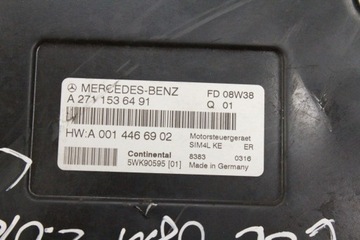 MERCEDES-BENZ FD 08W38
A 271 153 64 91 Q 01
HW:A 001 446 69 02 Motorsteuergeraet
SIM4L KE ER
Continental 8383 0316
5WK90595 [01] Made in Germany